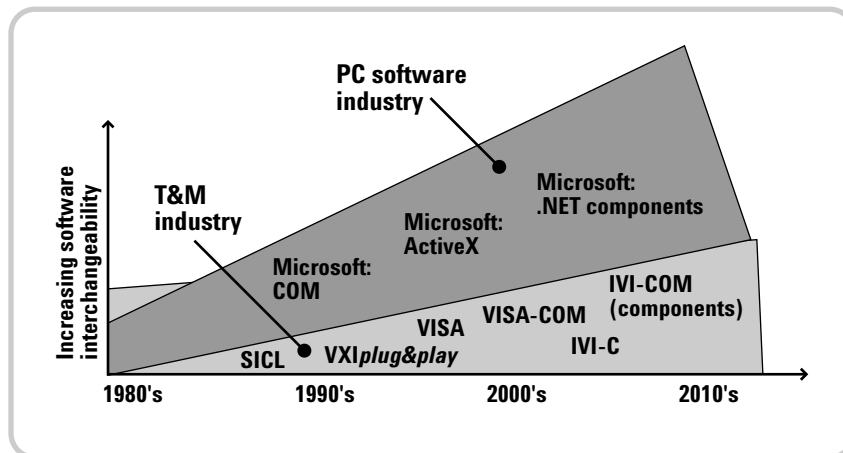 PC software
industry
T&M
industry
Increasing software
interchangeability
Microsoft:
.NET components
Microsoft:
ActiveX
Microsoft:
COM
IVI-COM
(components)
VISA-COM
VISA
IVI-C
VXIplug&play
SICL
1980's
1990's
2000's
2010's